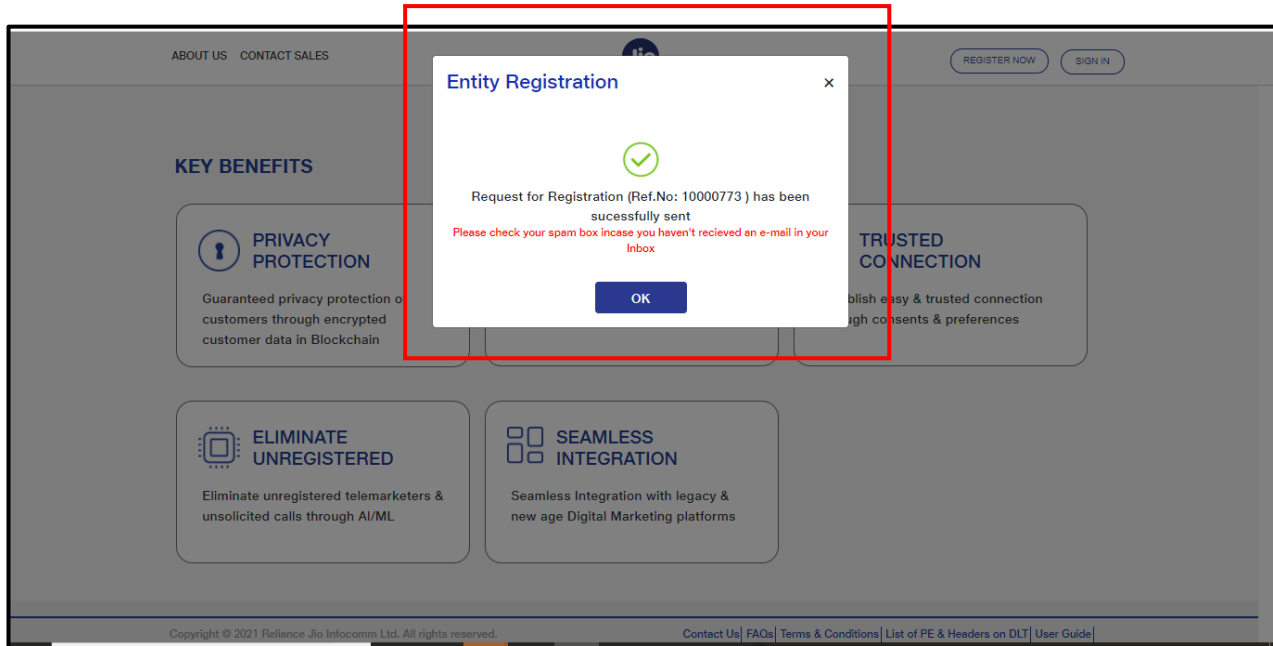 ABOUT US CONTACT SALES
REGISTER NOW
SIGN IN
Entity Registration
×
Request for Registration (Ref.No: 10000773 ) has been
sucessfully sent
Please check your spam box incase you haven't recieved an e-mail in your
Inbox
OK
KEY BENEFITS
PRIVACY
PROTECTION
Guaranteed privacy protection
customers through encrypted
customer data in Blockchain
TRUSTED
CONNECTION
easy & trusted connection
consents & preferences
ELIMINATE
UNREGISTERED
Eliminate unregistered telemarketers &
unsolicited calls through AI/ML
SEAMLESS
INTEGRATION
Seamless Integration with legacy &
new age Digital Marketing platforms
Copyright © 2021 Reliance Jio Infocomm Ltd. All rights reserved.
Contact Us| FAQs| Terms & Conditions| List of PE & Headers on DLT| User Guide|